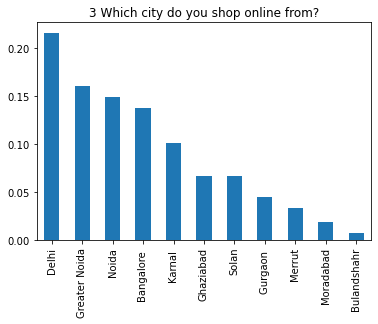 3 Which city do you shop online from?
0.20
0.15
0.10
0.05
0.00
Delhi
Greater Noida
Noida
Bangalore
Karnal
Ghaziabad
Solan
Gurgaon
Merrut
Moradabad
Bulandshahr